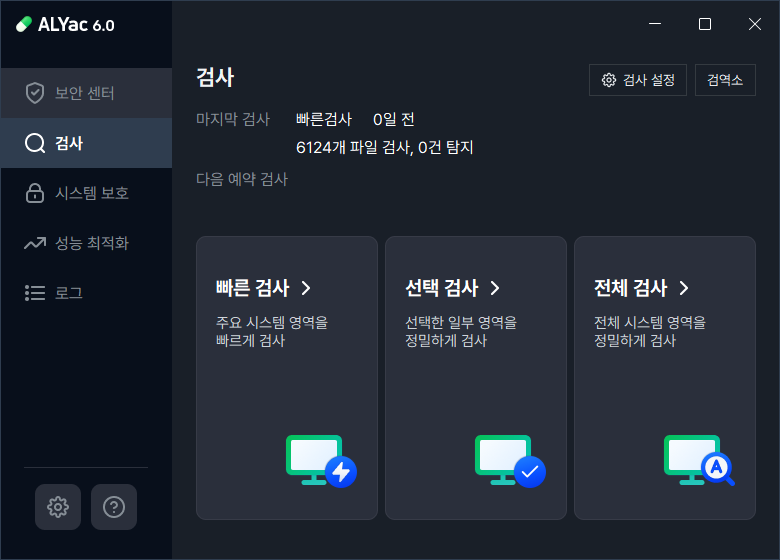 ALYac 6.0
보안 센터
검사
시스템 보호
성능 최적화
로그
검사
검사 설정
검역소
마지막 검사 빠른검사 0일 전
6124개 파일 검사, 0건 탐지
다음 예약 검사
빠른 검사
주요 시스템 영역을
빠르게 검사
선택 검사
선택한 일부 영역을
정밀하게 검사
전체 검사
전체 시스템 영역을
정밀하게 검사
A